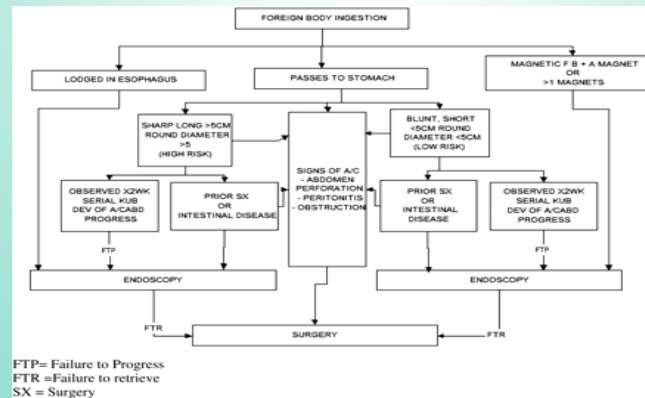 FOREIGN BODY INGESTION
LODGED IN ESOPHAGUS
PASSES TO STOMACH
MAGNETIC F B + A MAGNET
OR
>1 MAGNETS
SHARP LONG >5CM
ROUND DIAMETER
>5
(HIGH RISK)
SIGNS OF A/C
- ABDOMEN
PERFORATION
- PERITONITIS
- OBSTRUCTION
BLUNT, SHORT
<5CM ROUND
DIAMETER <5CM
(LOW RISK)
OBSERVED X2WK
SERIAL KUB
DEV OF A/CABD
PROGRESS
PRIOR SX
OR
INTESTINAL DISEASE
PRIOR SX
OR
INTESTINAL
DISEASE
OBSERVED X2WK
SERIAL KUB
DEV OF A/CABD
PROGRESS
FTP
FTP
ENDOSCOPY
ENDOSCOPY
FTR
FTR
SURGERY
FTP= Failure to Progress
FTR =Failure to retrieve
SX = Surgery